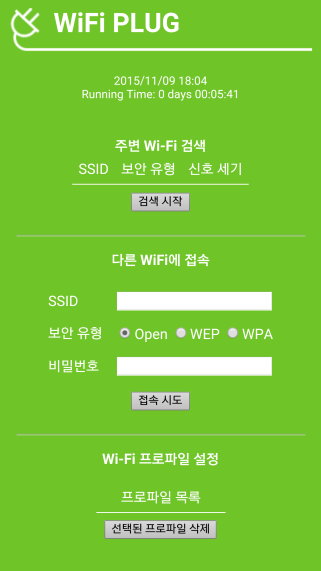 WiFi PLUG
2015/11/09 18:04
Running Time: 0 days 00:05:41
주변 Wi-Fi 검색
SSID 보안 유형 신호 세기
검색 시작
다른 WiFi에 접속
SSID
보안 유형 Open WEP WPA
비밀번호
접속 시도
Wi-Fi 프로파일 설정
프로파일 목록
선택된 프로파일 삭제